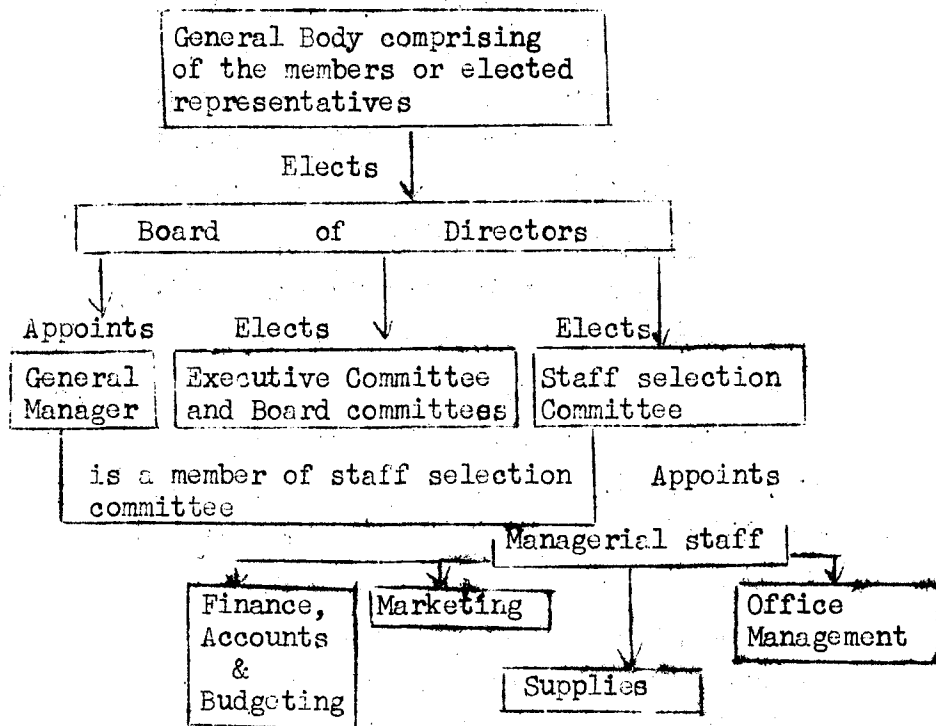 General Body comprising
of the members or elected
representatives
Elects
Board of Directors
Appoints Elects Elects
General
Manager
Executive Committee
and Board committess
Staff selection
Committee
is a member of staff selection
committee
Appoints
Managerial staff
Finance,
Accounts
&
Budgeting
Marketing
Supplies
Office
Management